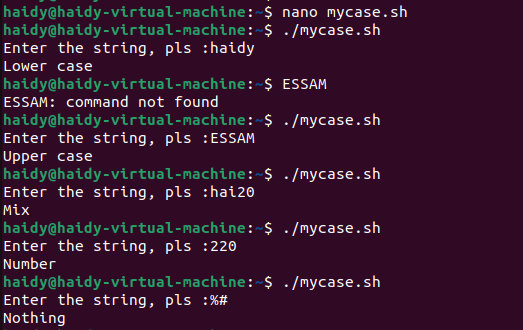 haidy@haidy-virtual-machine:~$ nano mycase.sh
haidy@haidy-virtual-machine:~$ ./mycase.sh
Enter the string, pls :haidy
Lower case
haidy@haidy-virtual-machine:~$ ESSAM
ESSAM: command not found
haidy@haidy-virtual-machine:~$ ./mycase.sh
Enter the string, pls :ESSAM
Upper case
haidy@haidy-virtual-machine:~$ ./mycase.sh
Enter the string, pls :hai20
Mix
haidy@haidy-virtual-machine:~$ ./mycase.sh
Enter the string, pls :220
Number
haidy@haidy-virtual-machine:~$ ./mycase.sh
Enter the string, pls :%#
Nothing